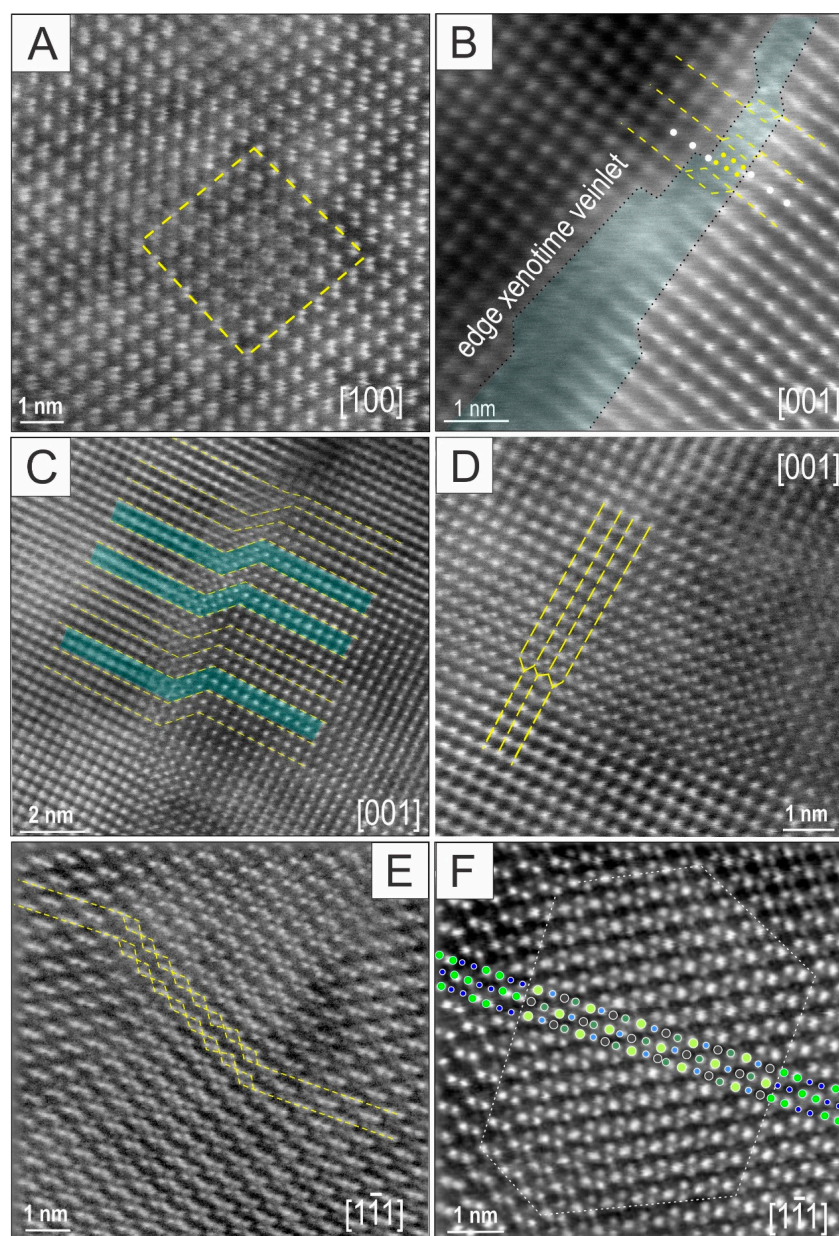 A
1 nm
[100]
B
edge xenotime veinlet
1 nm
[001]
C
2 nm
[001]
D
[001]
1 nm
E
1 nm
[11̅1]
F
1 nm
[11̅1]